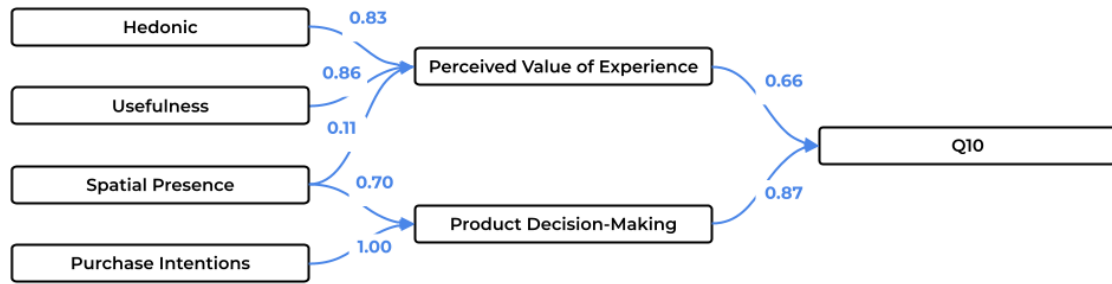 Hedonic
0.83
Perceived Value of Experience
0.86
0.66
Usefulness
0.11
Q10
Spatial Presence
0.70
0.87
Product Decision-Making
1.00
Purchase Intentions